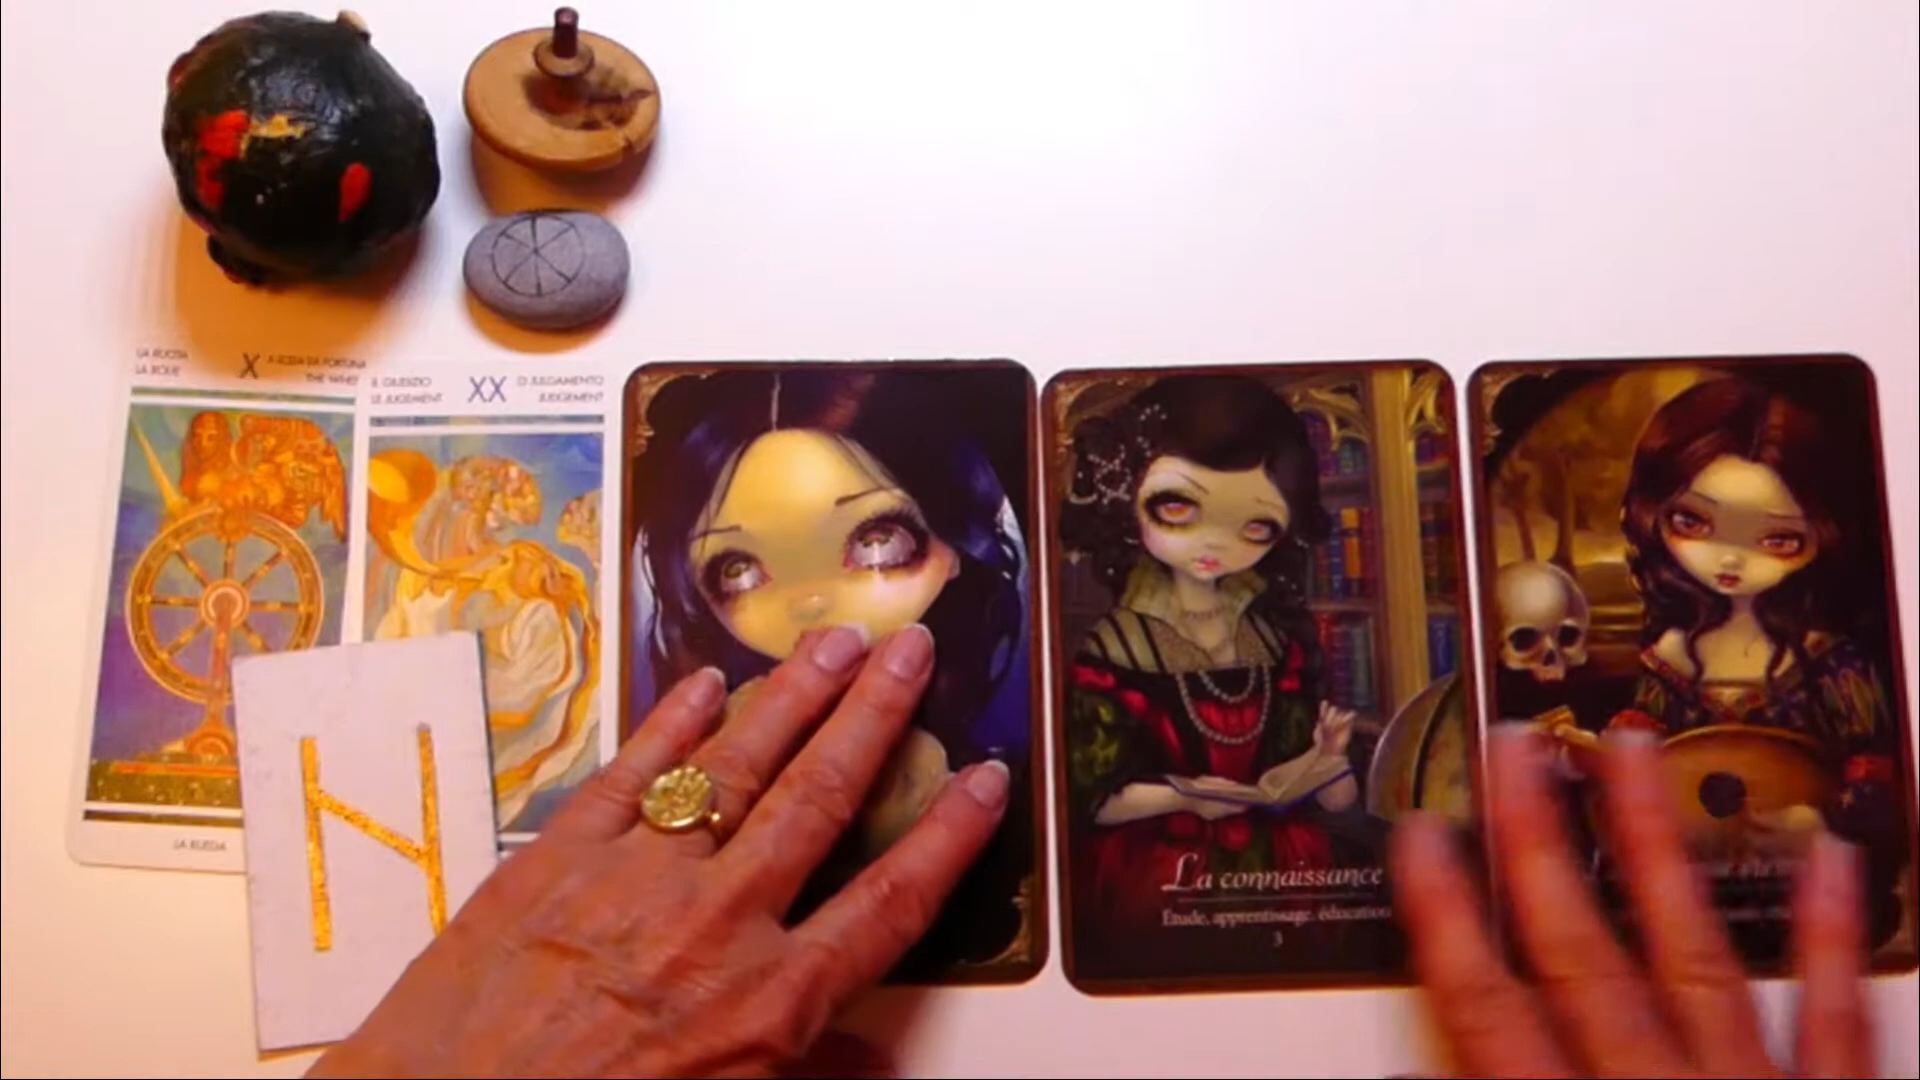 LA RUOTA
LA ROUE
X
A RODA DA FORTUNA
THE WHEE
IL GIUDIZIO
LE JUGEMENT
XX
O JULGAMENTO
JUDGEMENT
LA RUEDA
La connaissance
Étude, apprentissage, éducation
3